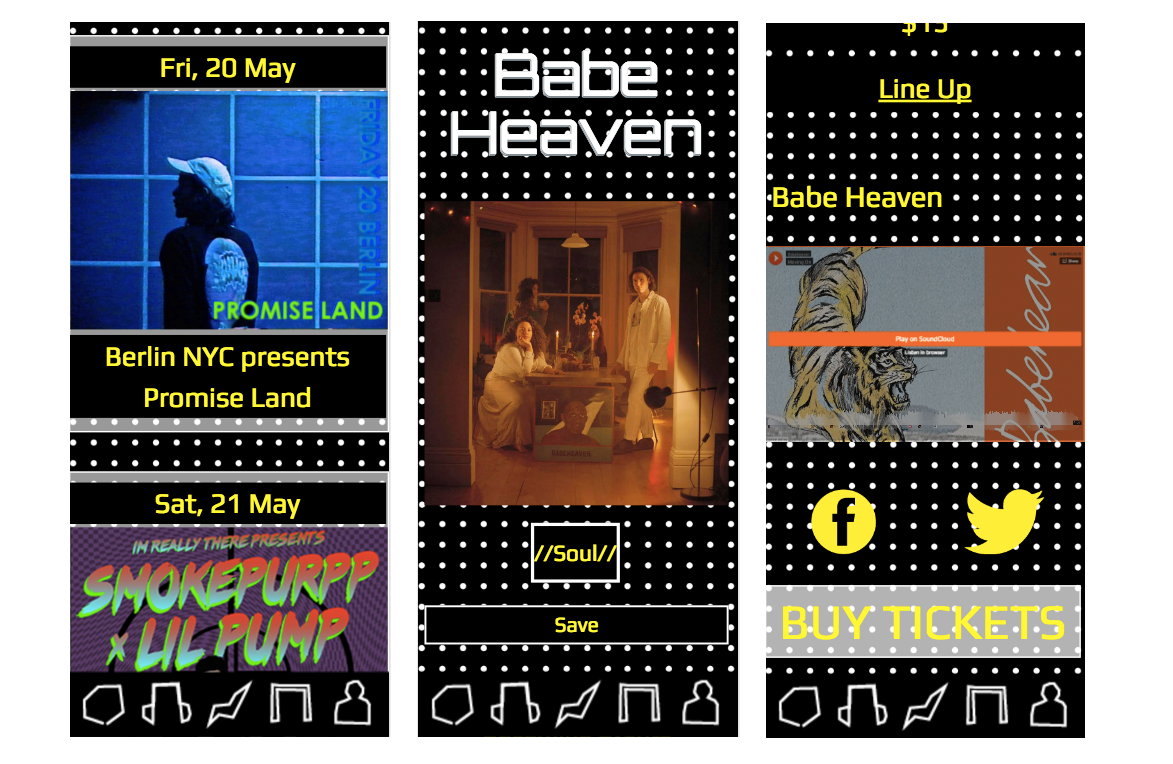 Fri, 20 May
FRIDAY 20 BERLIN
PROMISE LAND
Berlin NYC presents
Promise Land
Sat, 21 May
IM REALLY THERE PRESENTS
SMOKEPURPP
x LIL PUMP
Babe
Heaven
BABEHEAVEN
//Soul//
Save
$15
Line Up
Babe Heaven
Play on SoundCloud
Listen in browser
BUY TICKETS